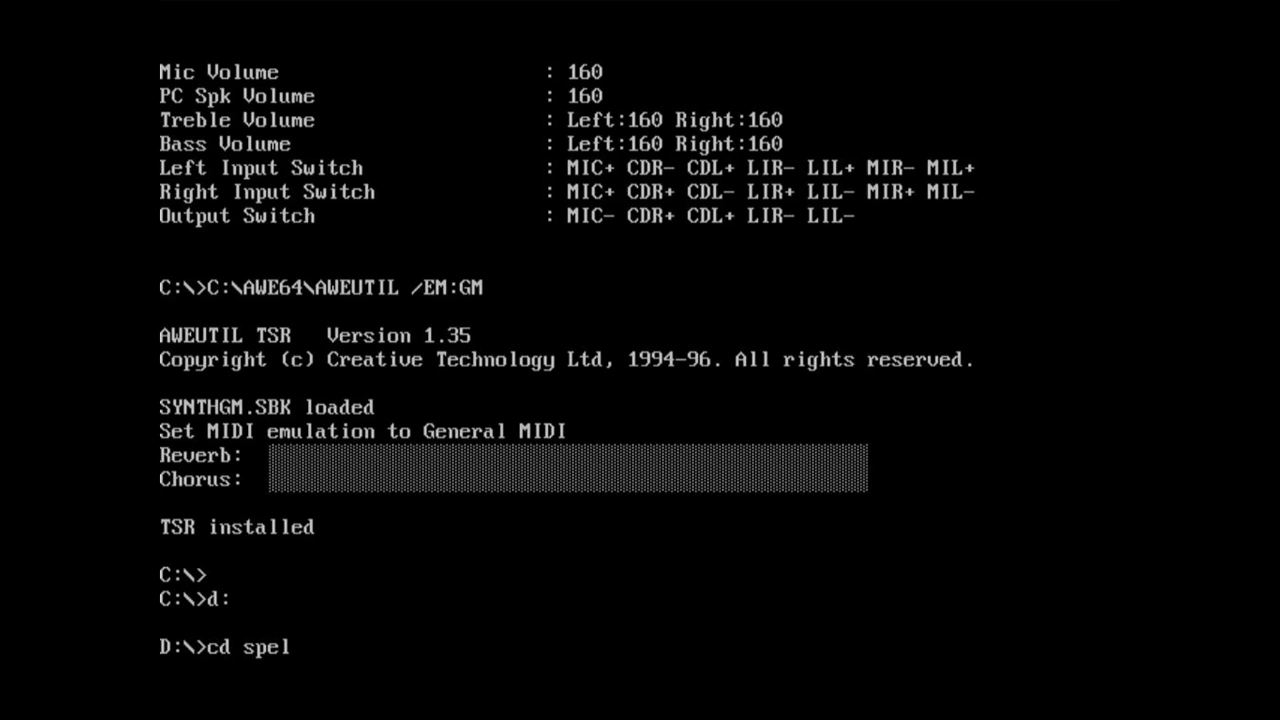 Mic Volume : 160
PC Spk Volume : 160
Treble Volume : Left:160 Right:160
Bass Volume : Left:160 Right:160
Left Input Switch : MIC+ CDR- CDL+ LIR- LIL+ MIR- MIL+
Right Input Switch : MIC+ CDR+ CDL- LIR+ LIL- MIR+ MIL-
Output Switch : MIC- CDR+ CDL+ LIR- LIL-
C:\>C:\AWE64\AWEUTIL /EM:GM
AWEUTIL TSR Version 1.35
Copyright (c) Creative Technology Ltd, 1994-96. All rights reserved.
SYNTHGM.SBK loaded
Set MIDI emulation to General MIDI
Reverb:
Chorus:
TSR installed
C:\>
C:\>d:
D:\>cd spel